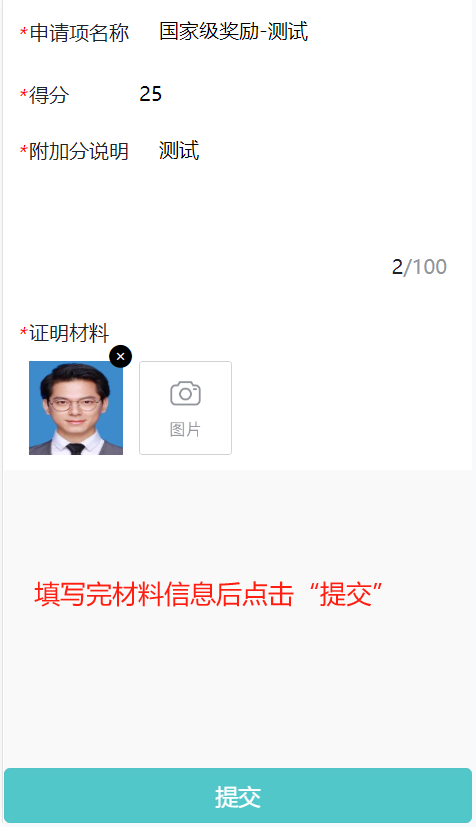 *申请项名称 国家级奖励-测试
*得分 25
*附加分说明 测试
2/100
*证明材料
图片
填写完材料信息后点击“提交”
提交